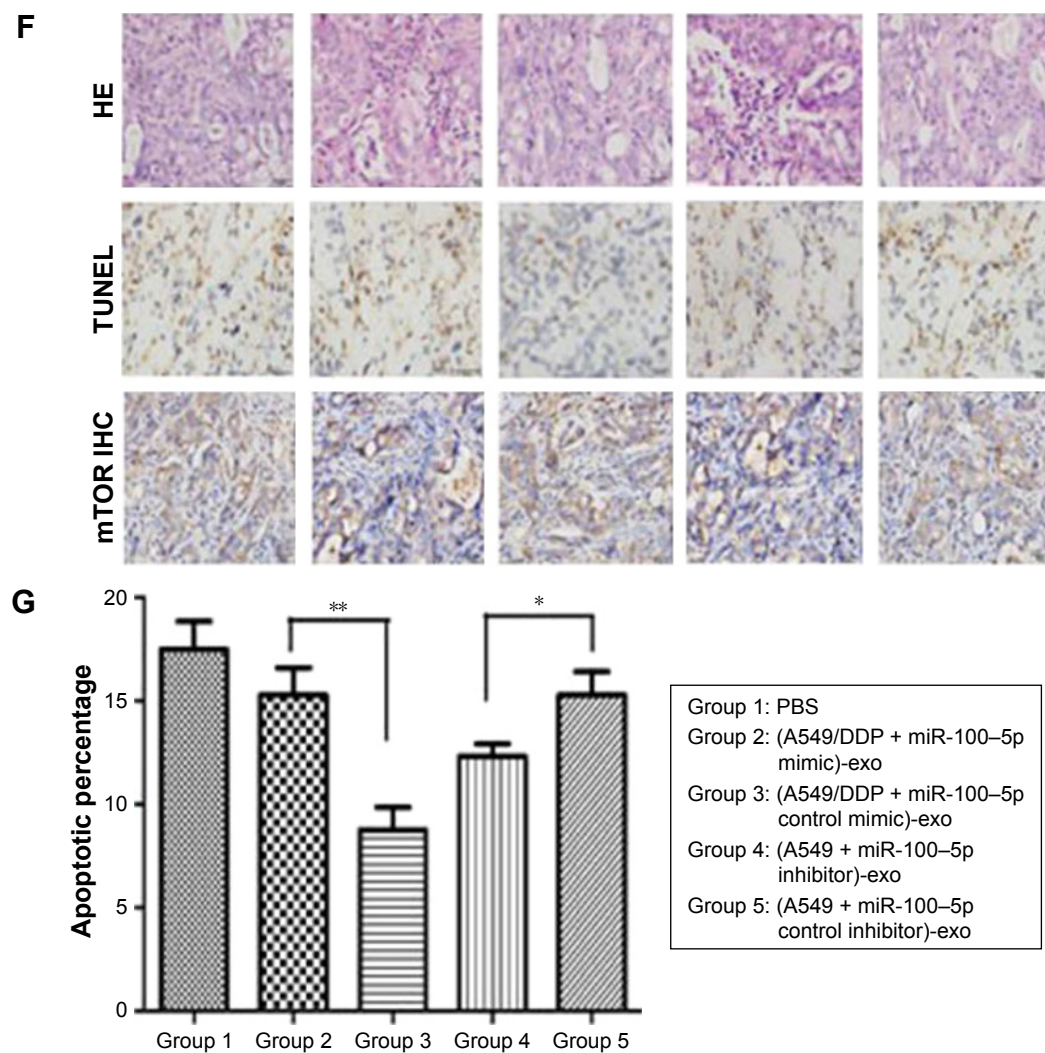 F
HE
TUNEL
mTOR IHC
G
Apoptotic percentage
20
15
10
5
0
**
*
Group 1
Group 2
Group 3
Group 4
Group 5
Group 1: PBS
Group 2: (A549/DDP + miR-100–5p
mimic)-exo
Group 3: (A549/DDP + miR-100–5p
control mimic)-exo
Group 4: (A549 + miR-100–5p
inhibitor)-exo
Group 5: (A549 + miR-100–5p
control inhibitor)-exo